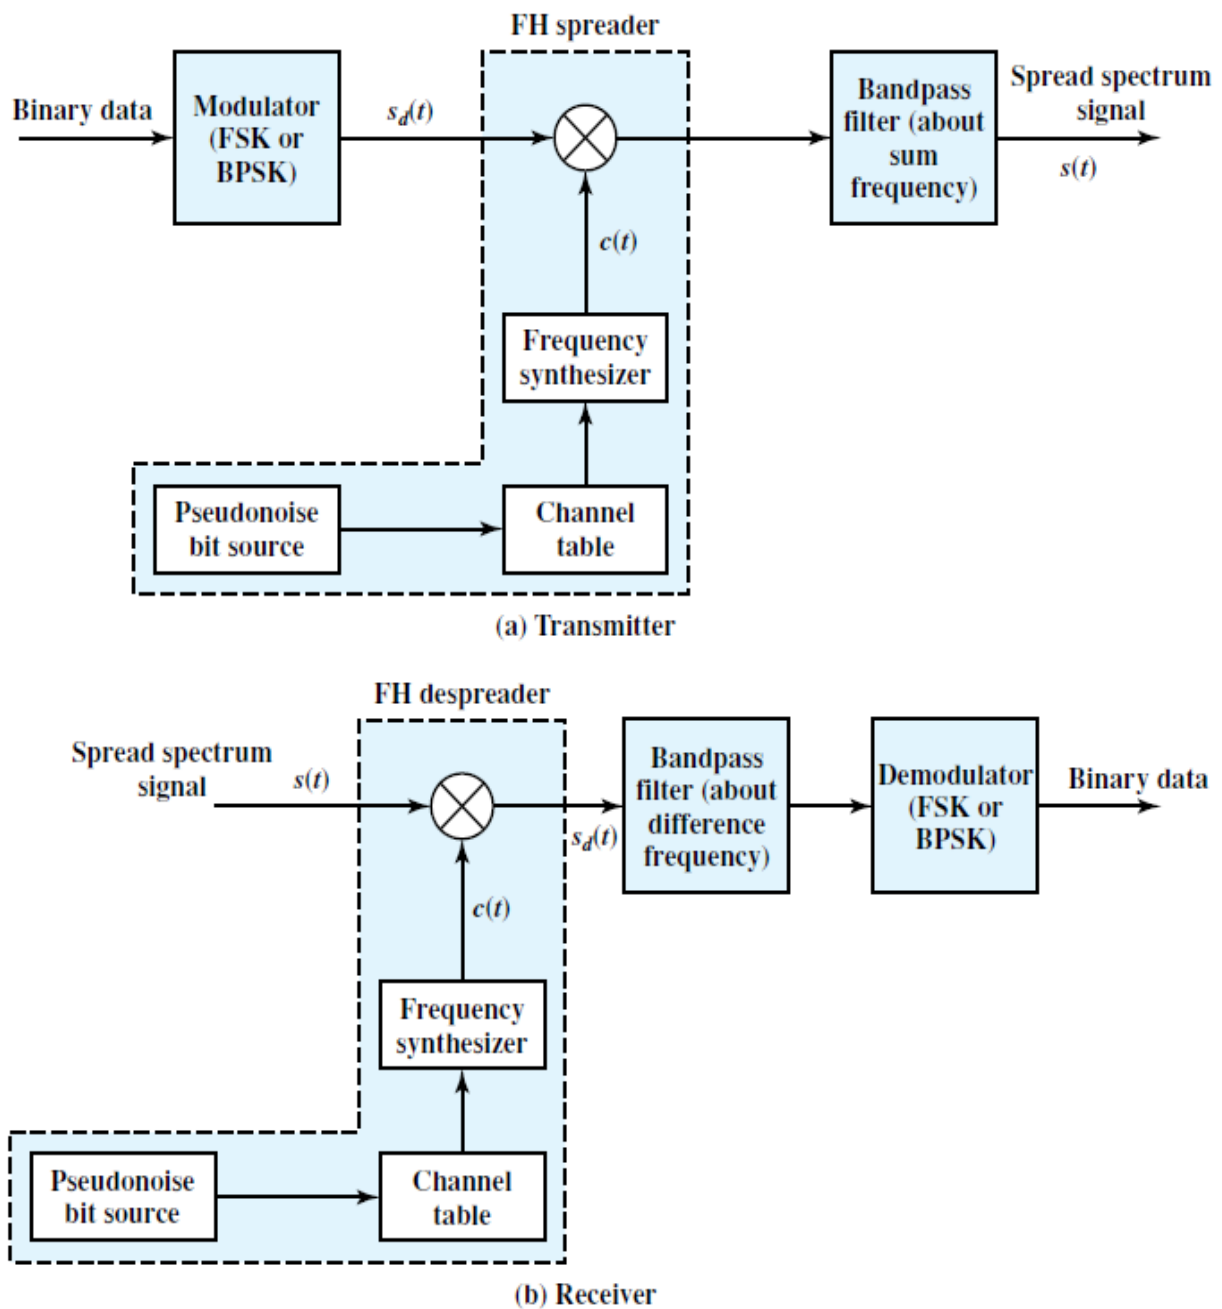 FH spreader
Binary data
Modulator
(FSK or
BPSK)
s_d(t)
Bandpass
filter (about
sum
frequency)
Spread spectrum
signal
s(t)
c(t)
Frequency
synthesizer
Pseudonoise
bit source
Channel
table
(a) Transmitter
FH despreader
Spread spectrum
signal
s(t)
s_d(t)
Bandpass
filter (about
difference
frequency)
Demodulator
(FSK or
BPSK)
Binary data
c(t)
Frequency
synthesizer
Pseudonoise
bit source
Channel
table
(b) Receiver